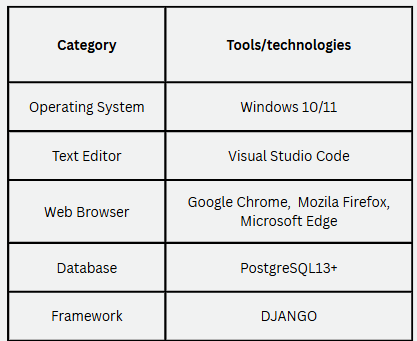 Category Tools/technologies
Operating System Windows 10/11
Text Editor Visual Studio Code
Web Browser Google Chrome, Mozila Firefox,
Microsoft Edge
Database PostgreSQL13+
Framework DJANGO